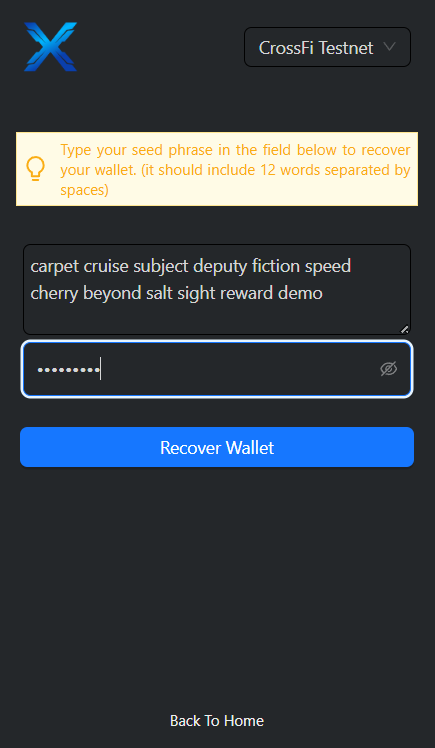 CrossFi Testnet
Type your seed phrase in the field below to recover
your wallet. (it should include 12 words separated by
spaces)
carpet cruise subject deputy fiction speed
cherry beyond salt sight reward demo
•••••••••
Recover Wallet
Back To Home